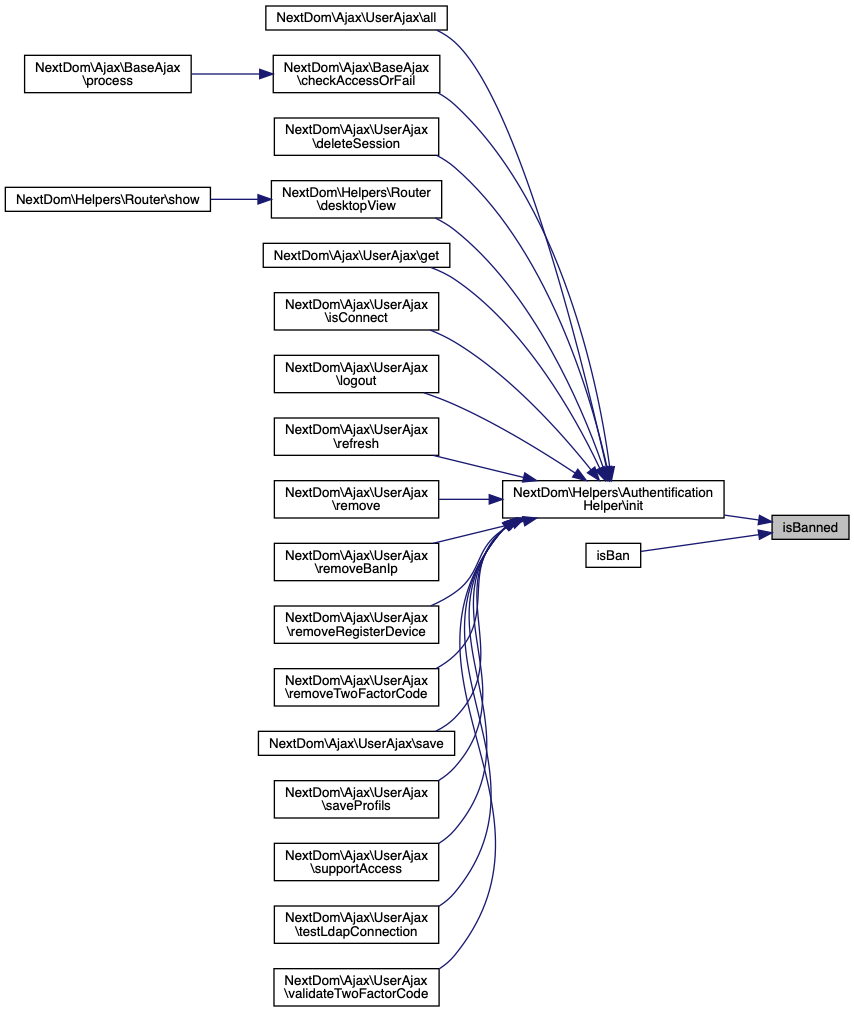 NextDom\Ajax\UserAjax\all
NextDom\Ajax\BaseAjax
\process
NextDom\Ajax\BaseAjax
\checkAccessOrFail
NextDom\Ajax\UserAjax
\deleteSession
NextDom\Helpers\Router\show
NextDom\Helpers\Router
\desktopView
NextDom\Ajax\UserAjax\get
NextDom\Ajax\UserAjax
\isConnect
NextDom\Ajax\UserAjax
\logout
NextDom\Ajax\UserAjax
\refresh
NextDom\Ajax\UserAjax
\remove
NextDom\Helpers\Authentification
Helper\init
isBanned
isBan
NextDom\Ajax\UserAjax
\removeBanIp
NextDom\Ajax\UserAjax
\removeRegisterDevice
NextDom\Ajax\UserAjax
\removeTwoFactorCode
NextDom\Ajax\UserAjax\save
NextDom\Ajax\UserAjax
\saveProfils
NextDom\Ajax\UserAjax
\supportAccess
NextDom\Ajax\UserAjax
\testLdapConnection
NextDom\Ajax\UserAjax
\validateTwoFactorCode